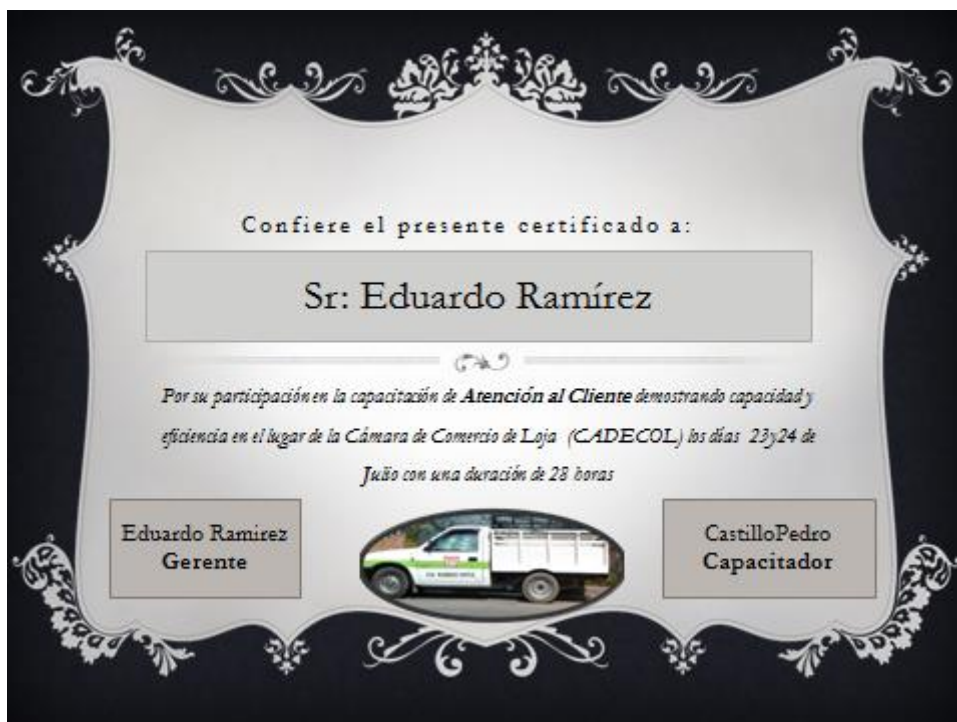 Confiere el presente certificado a:
Sr: Eduardo Ramírez
Por su participación en la capacitación de Atención al Cliente demostrando capacidad y
eficiencia en el lugar de la Cámara de Comercio de Loja (CADECOL) los días 23y24 de
Julio con una duración de 28 horas
Eduardo Ramirez
Gerente
CastilloPedro
Capacitador